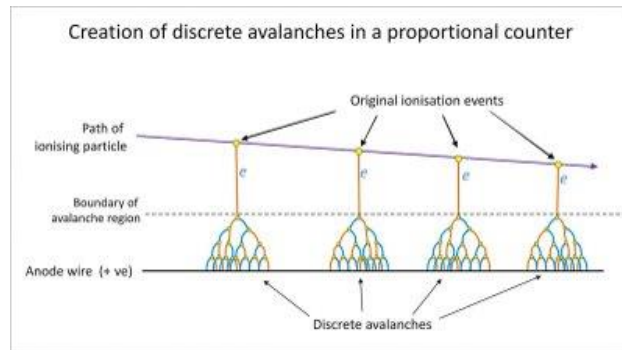 Creation of discrete avalanches in a proportional counter
Original ionisation events
Path of
ionising particle
e e e e
Boundary of
avalanche region
Anode wire (+ ve)
Discrete avalanches